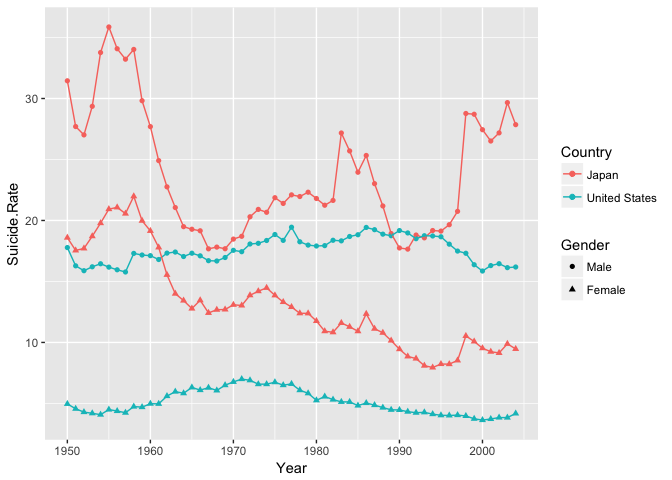 Suicide.Rate
30
20
10
1950
1960
1970
1980
1990
2000
Year
Country
Japan
United States
Gender
Male
Female